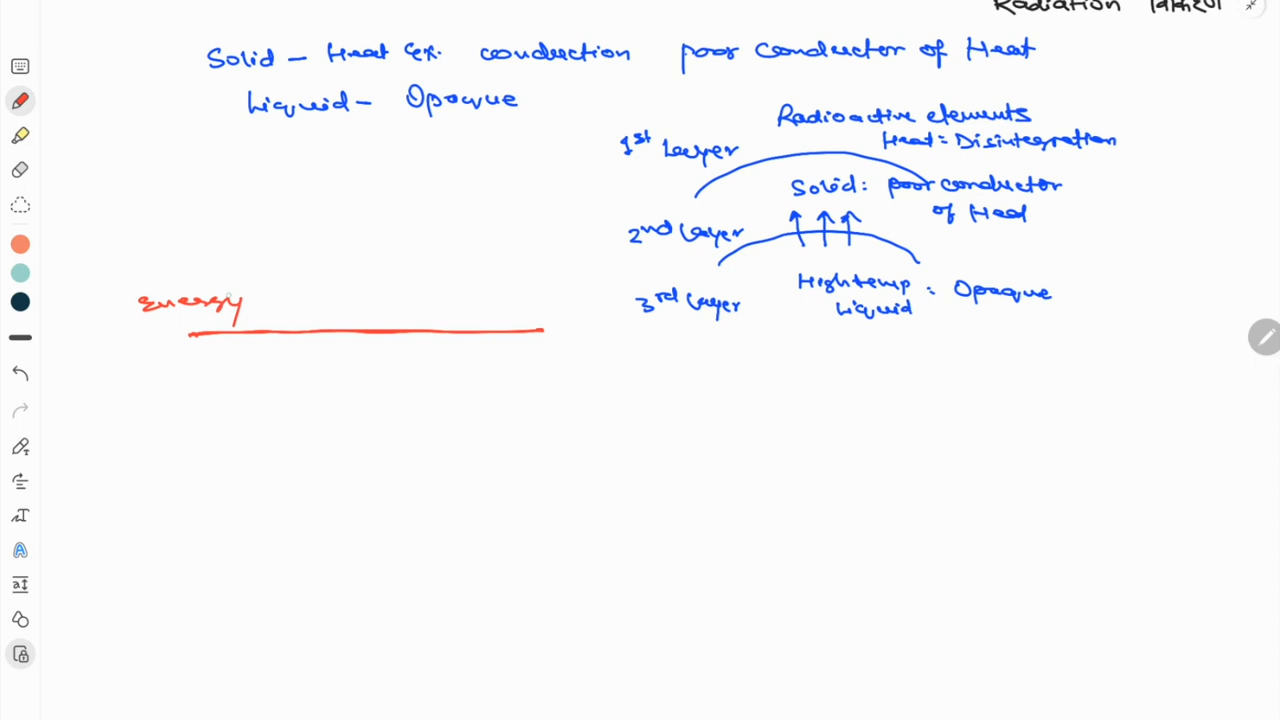 Radiation
Solid - Heat ex. conduction poor conductor of Heat
Liquid - Opaque
Radioactive elements
Heat = Disintegration
1st Layer
Solid : poor conductor
of Heat
2nd Layer
High temp : Opaque
Liquid
3rd Layer
Energy